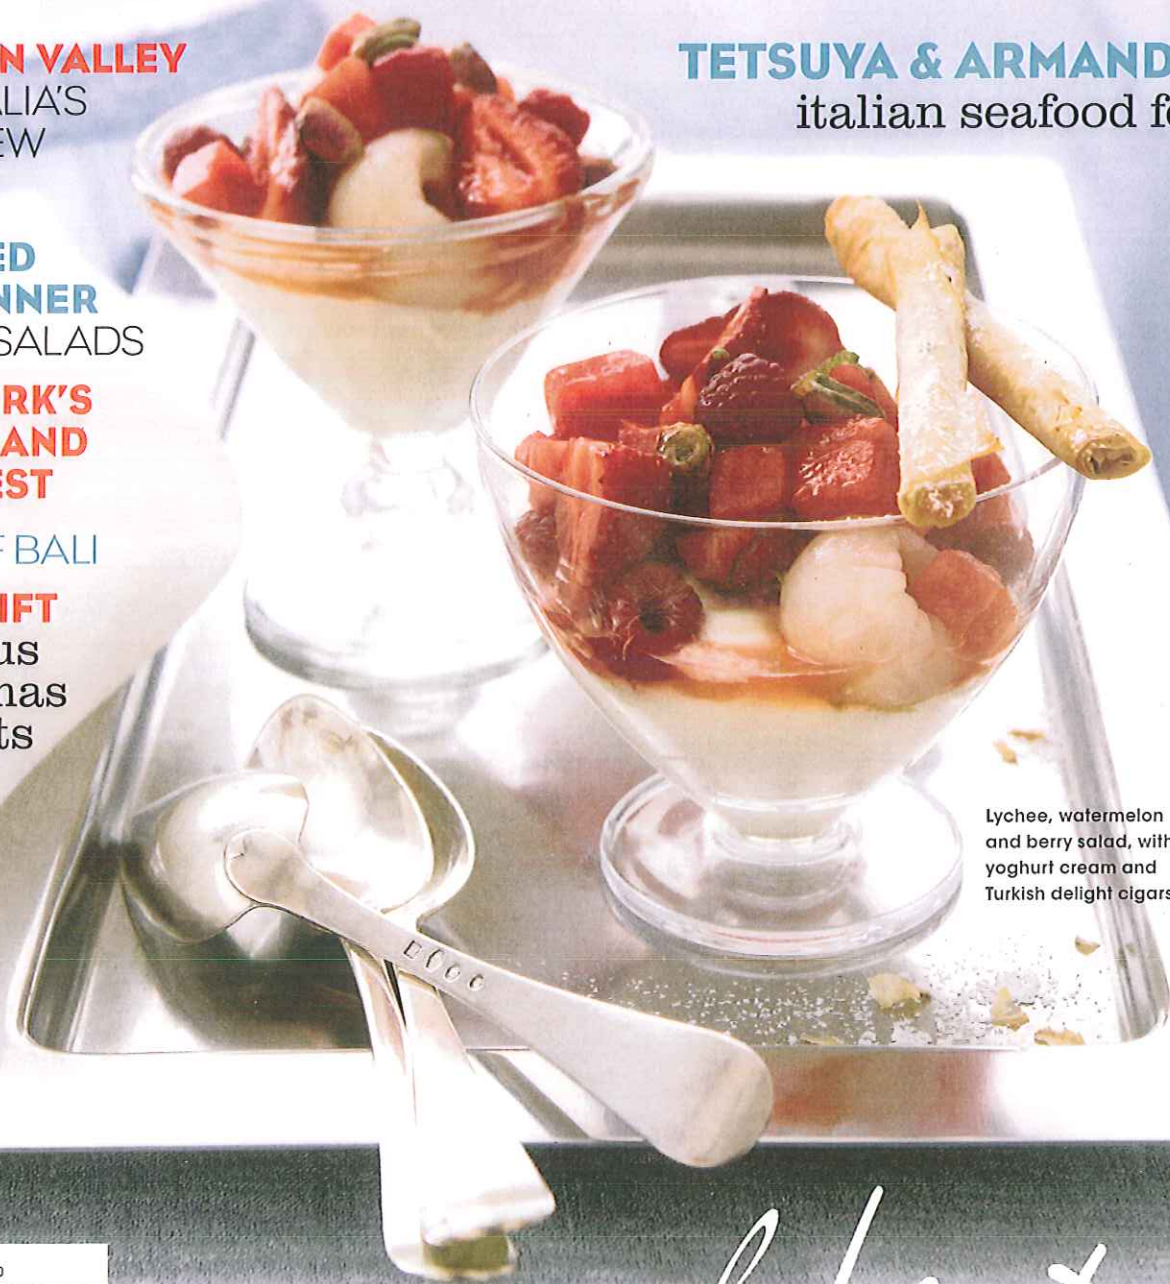 N VALLEY
LIA'S
EW
TETSUYA & ARMAND
italian seafood fo
ED
NNER
SALADS
RK'S
AND
EST
F BALI
IFT
us
nas
ts
Lychee, watermelon
and berry salad, with
yoghurt cream and
Turkish delight cigars